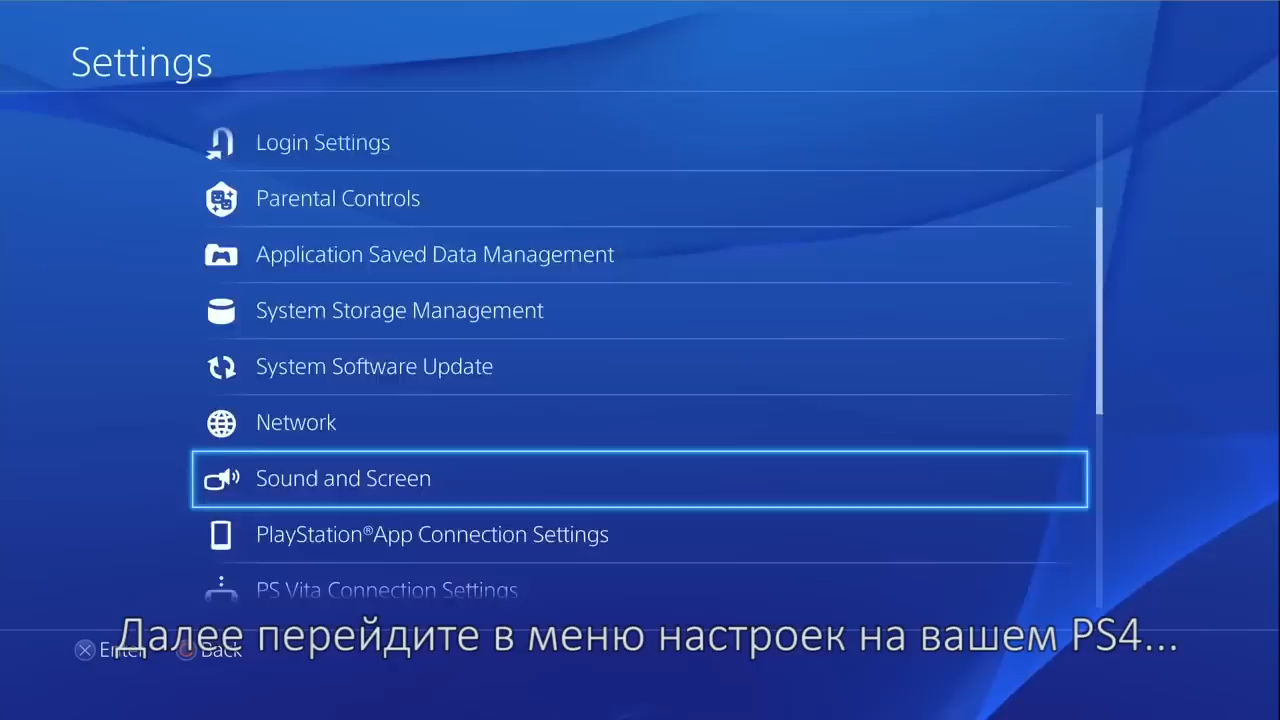 Settings
Login Settings
Parental Controls
Application Saved Data Management
System Storage Management
System Software Update
Network
Sound and Screen
PlayStation®App Connection Settings
PS Vita Connection Settings
Enter Back
Далее перейдите в меню настроек на вашем PS4...